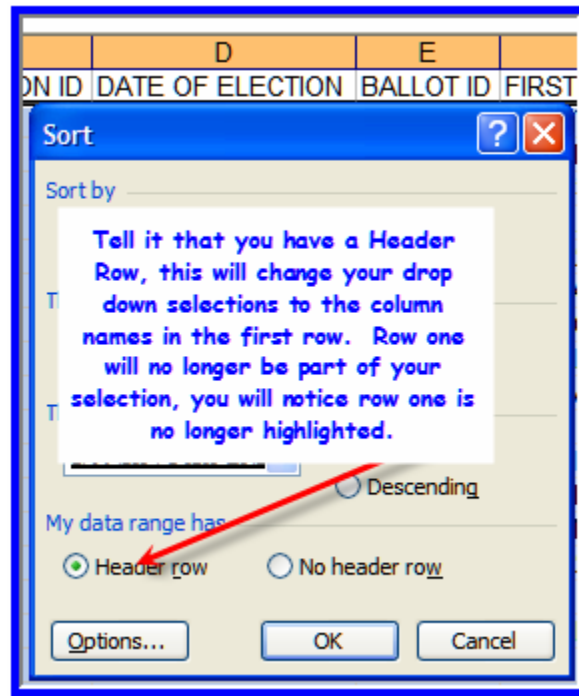 D E
ON ID DATE OF ELECTION BALLOT ID FIRST
Sort
Sort by
Tell it that you have a Header
Row, this will change your drop
down selections to the column
names in the first row. Row one
will no longer be part of your
selection, you will notice row one is
no longer highlighted.
Descending
My data range has
Header row No header row
Options... OK Cancel